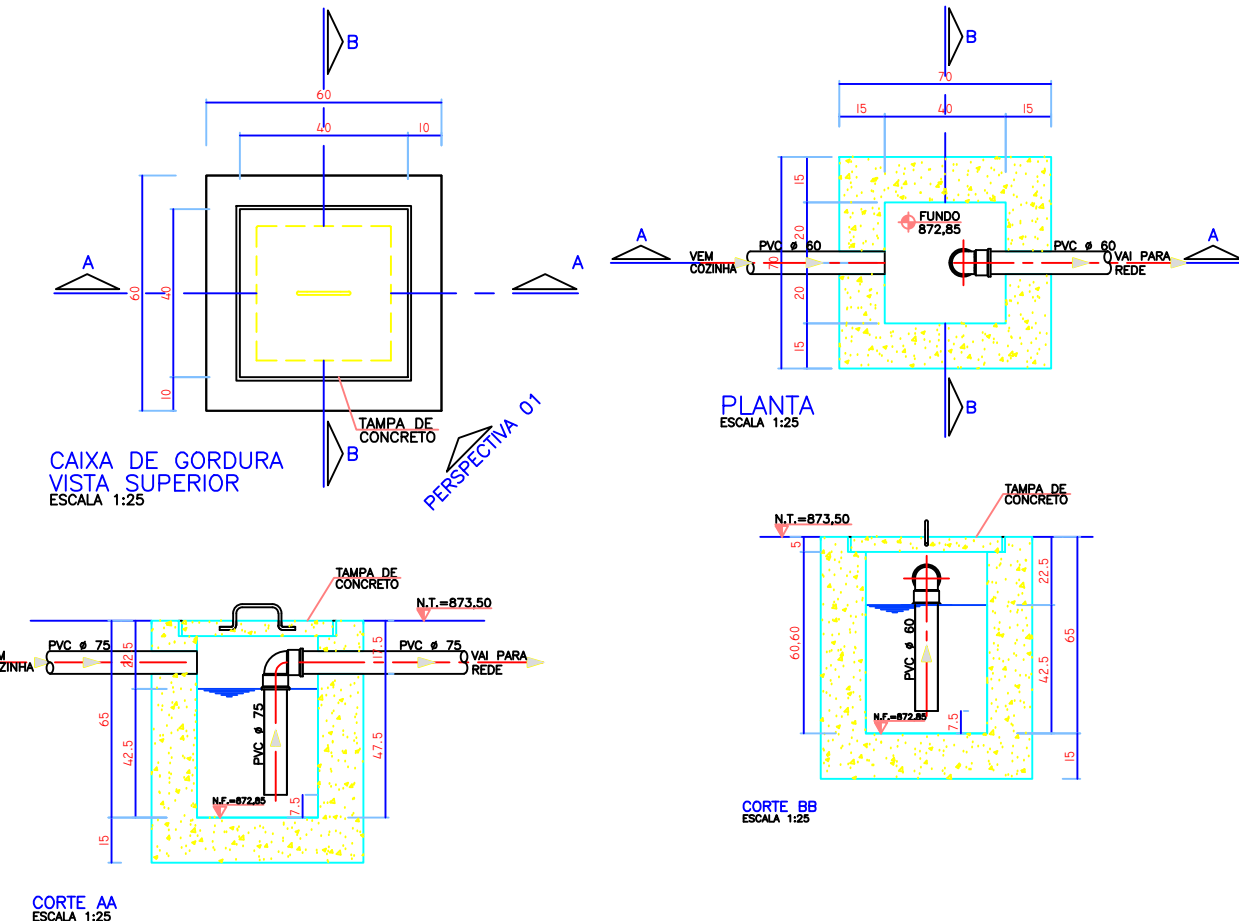 B
60
40
10
A
A
60
40
10
TAMPA DE
CONCRETO
B
CAIXA DE GORDURA
VISTA SUPERIOR
ESCALA 1:25
PERSPECTIVA 01
B
70
15
40
15
15
20
70
20
15
A
A
FUNDO
872,85
VEM
COZINHA
PVC ø 60
PVC ø 60
VAI PARA
REDE
B
PLANTA
ESCALA 1:25
TAMPA DE
CONCRETO
N.T.=873,50
PVC ø 75
22.5
M
ZINHA
PVC ø 75
17.5
VAI PARA
REDE
65
42.5
PVC ø 75
47.5
N.F.=872,85
7.5
15
CORTE AA
ESCALA 1:25
TAMPA DE
CONCRETO
N.T.=873,50
5
22.5
60,60
PVC ø 60
65
42.5
N.F.=872,85
7.5
15
CORTE BB
ESCALA 1:25